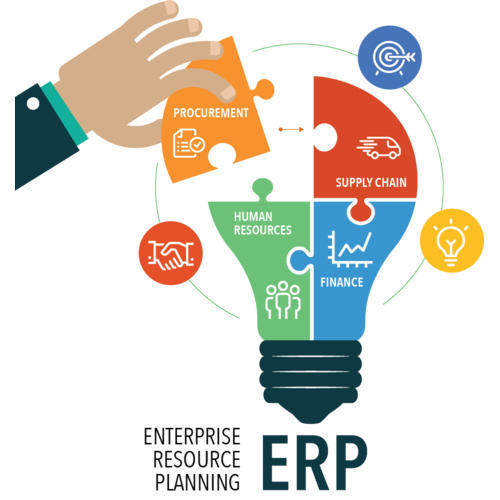 PROCUREMENT
SUPPLY CHAIN
HUMAN
RESOURCES
FINANCE
ENTERPRISE
RESOURCE
PLANNING
ERP